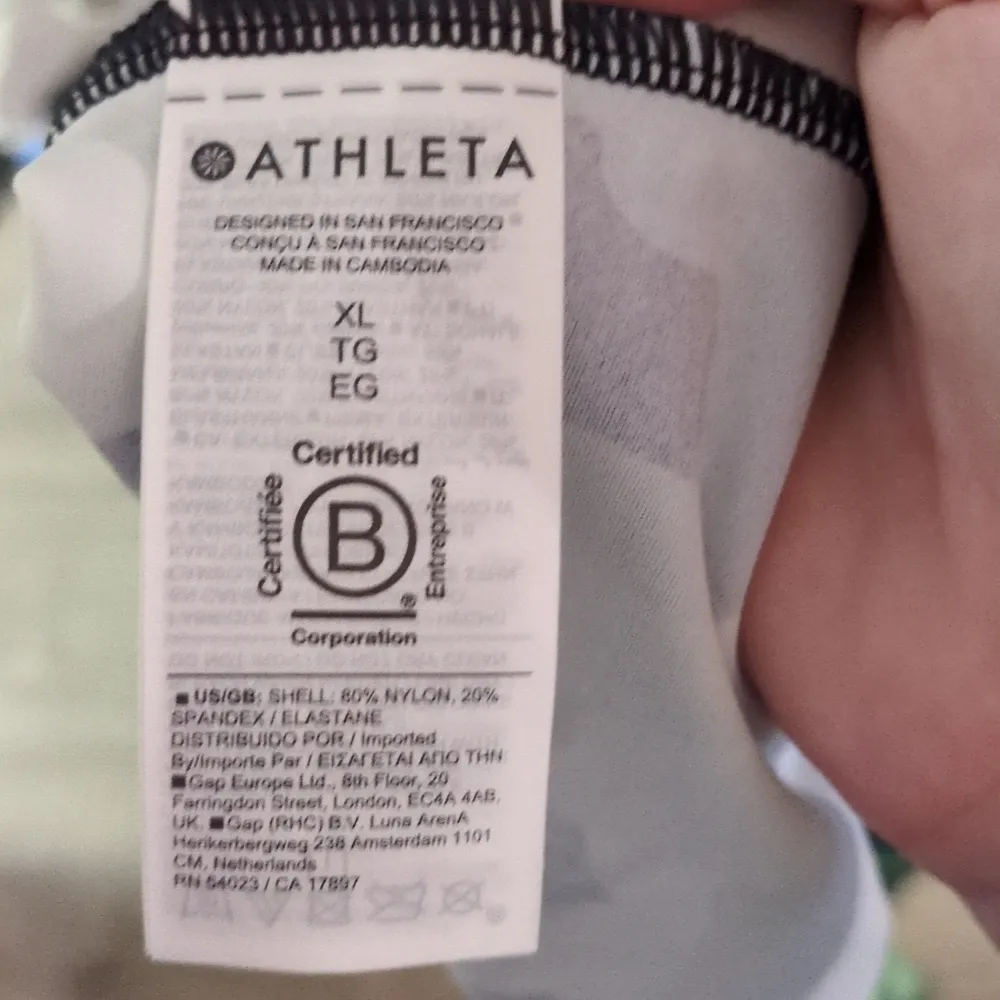 ATHLETA
DESIGNED IN SAN FRANCISCO
CONÇU À SAN FRANCISCO
MADE IN CAMBODIA
XL
TG
EG
Certified
Certifiée
B
Entreprise
®
Corporation
US/GB: SHELL: 80% NYLON, 20%
SPANDEX / ELASTANE
DISTRIBUIDO POR / Imported
By/Importe Par / ΕΙΣΑΓΕΤΑΙ ΑΠΟ ΤΗΝ
Gap Europe Ltd., 8th Floor, 20
Farringdon Street, London, EC4A 4AB,
UK. Gap (RHC) B.V. Luna ArenA
Herikerbergweg 238 Amsterdam 1101
CM, Netherlands
RN 54023 / CA 17897